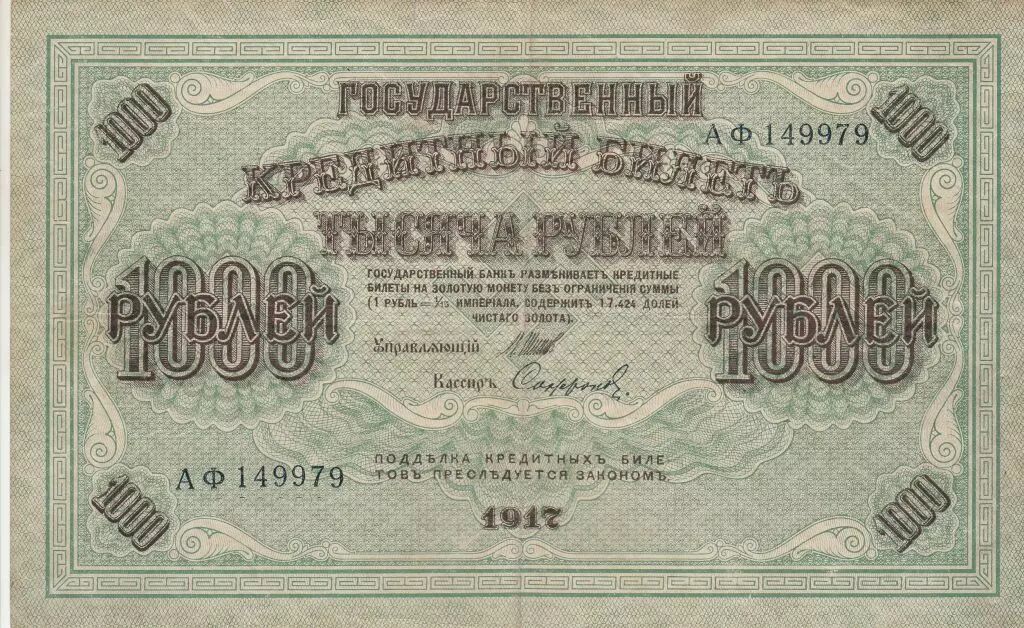 1000
1000
ГОСУДАРСТВЕННЫЙ
АФ 149979
КРЕДИТНЫЙ БИЛЕТЪ
ТЫСЯЧА РУБЛЕЙ
ГОСУДАРСТВЕННЫЙ БАНКЪ РАЗМѢНИВАЕТЪ КРЕДИТНЫЕ
БИЛЕТЫ НА ЗОЛОТУЮ МОНЕТУ БЕЗЪ ОГРАНИЧЕНІЯ СУММЫ
(1 РУБЛЬ = 1/15 ИМПЕРІАЛА, СОДЕРЖИТЪ 17.424 ДОЛЕЙ
ЧИСТАГО ЗОЛОТА).
1000 РУБЛЕЙ
1000 РУБЛЕЙ
Управляющій
Кассиръ Софроновъ
ПОДДѢЛКА КРЕДИТНЫХЪ БИЛЕ
ТОВЪ ПРЕСЛѢДУЕТСЯ ЗАКОНОМЪ.
АФ 149979
1000
1917
1000